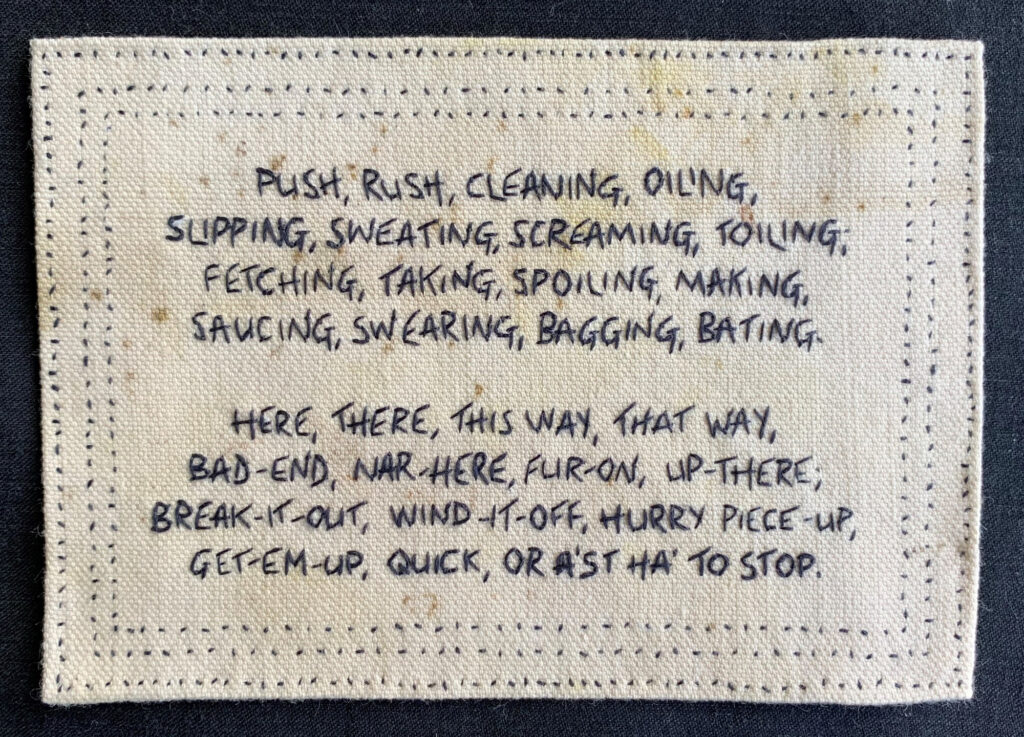 PUSH, RUSH, CLEANING, OILING,
SLIPPING, SWEATING, SCREAMING, TOILING;
FETCHING, TAKING, SPOILING, MAKING,
SAUCING, SWEARING, BAGGING, BATING.
HERE, THERE, THIS WAY, THAT WAY,
BAD-END, NAR-HERE, FUR-ON, UP-THERE;
BREAK-IT-OUT, WIND-IT-OFF, HURRY PIECE-UP,
GET-EM-UP, QUICK, OR A'ST HA' TO STOP.